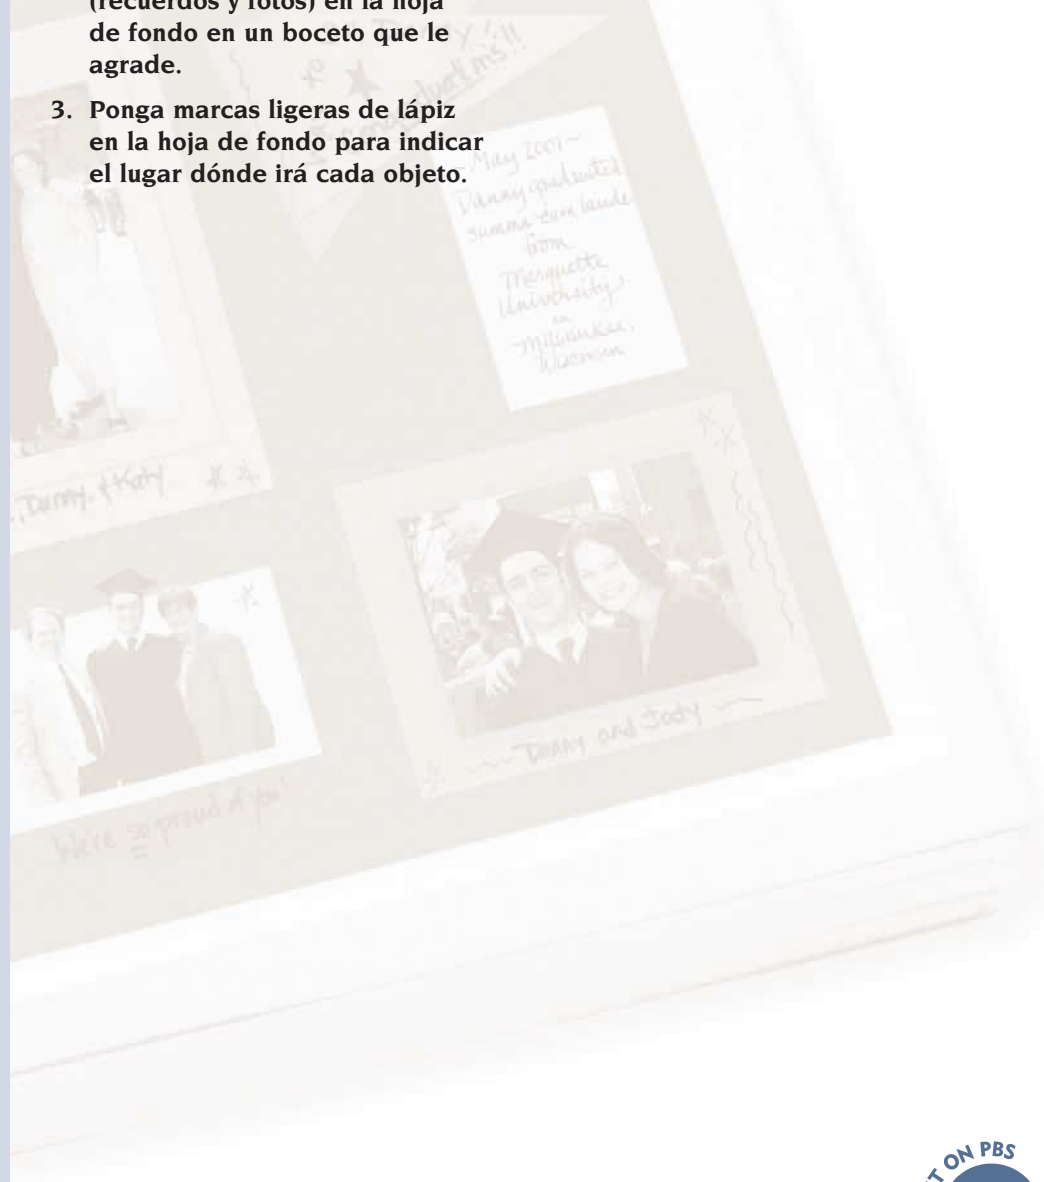 (recuerdos y fotos) en la hoja
de fondo en un boceto que le
agrade.
3. Ponga marcas ligeras de lápiz
en la hoja de fondo para indicar
el lugar dónde irá cada objeto.
May 2001~
Danny graduated
summa cum laude
from
Marquette
University
in
Milwaukee,
Wisconsin
, Danny, & Katy
Danny and Jody
We're so proud of you!
ON PBS